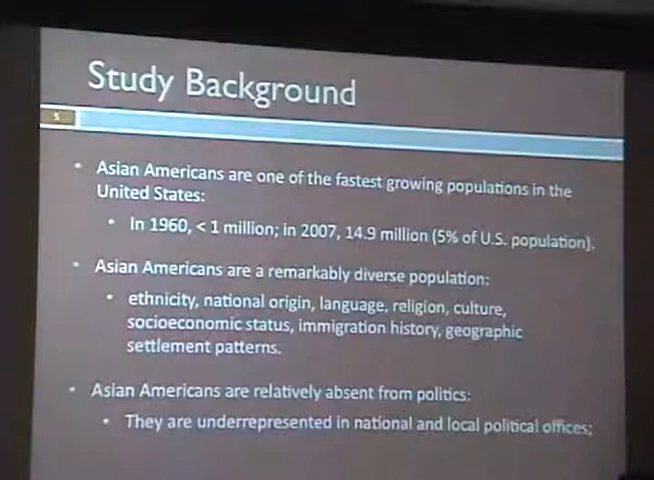 Study Background
5
• Asian Americans are one of the fastest growing populations in the
United States:
• In 1960, < 1 million; in 2007, 14.9 million (5% of U.S. population).
• Asian Americans are a remarkably diverse population:
• ethnicity, national origin, language, religion, culture,
socioeconomic status, immigration history, geographic
settlement patterns.
• Asian Americans are relatively absent from politics:
• They are underrepresented in national and local political offices;